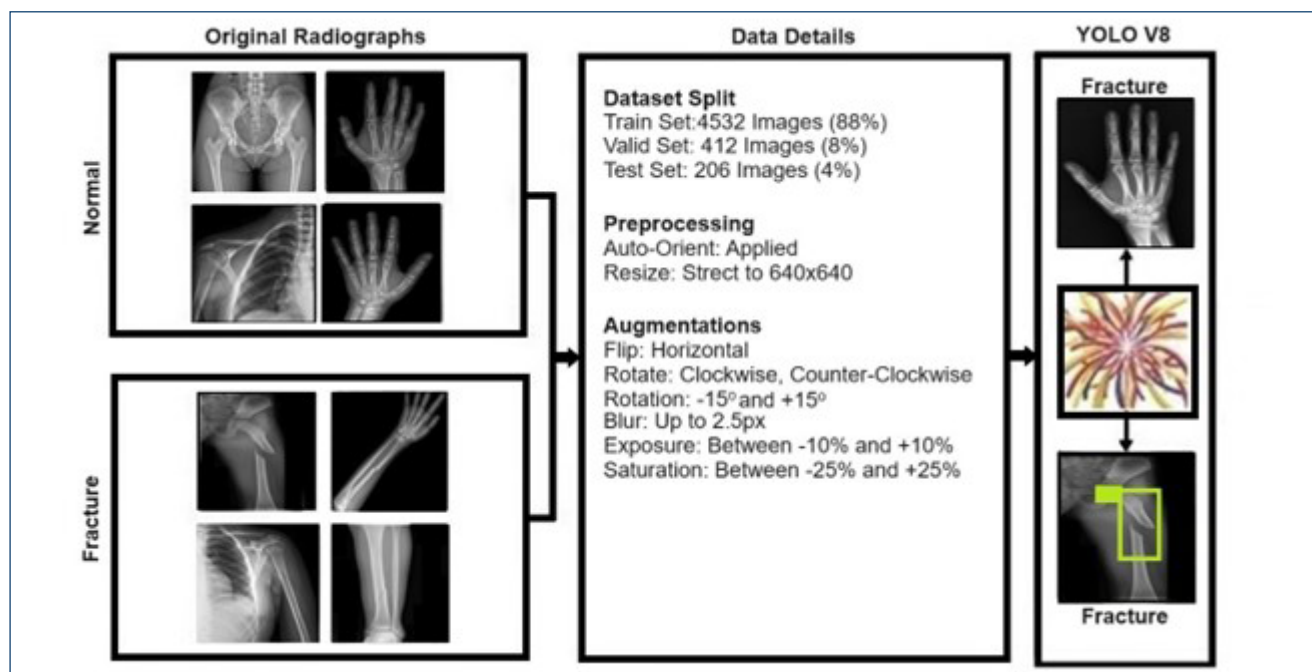 Original Radiographs
Normal
Fracture
Data Details
Dataset Split
Train Set:4532 Images (88%)
Valid Set: 412 Images (8%)
Test Set: 206 Images (4%)
Preprocessing
Auto-Orient: Applied
Resize: Strect to 640x640
Augmentations
Flip: Horizontal
Rotate: Clockwise, Counter-Clockwise
Rotation: -15º and +15º
Blur: Up to 2.5px
Exposure: Between -10% and +10%
Saturation: Between -25% and +25%
YOLO V8
Fracture
Fracture